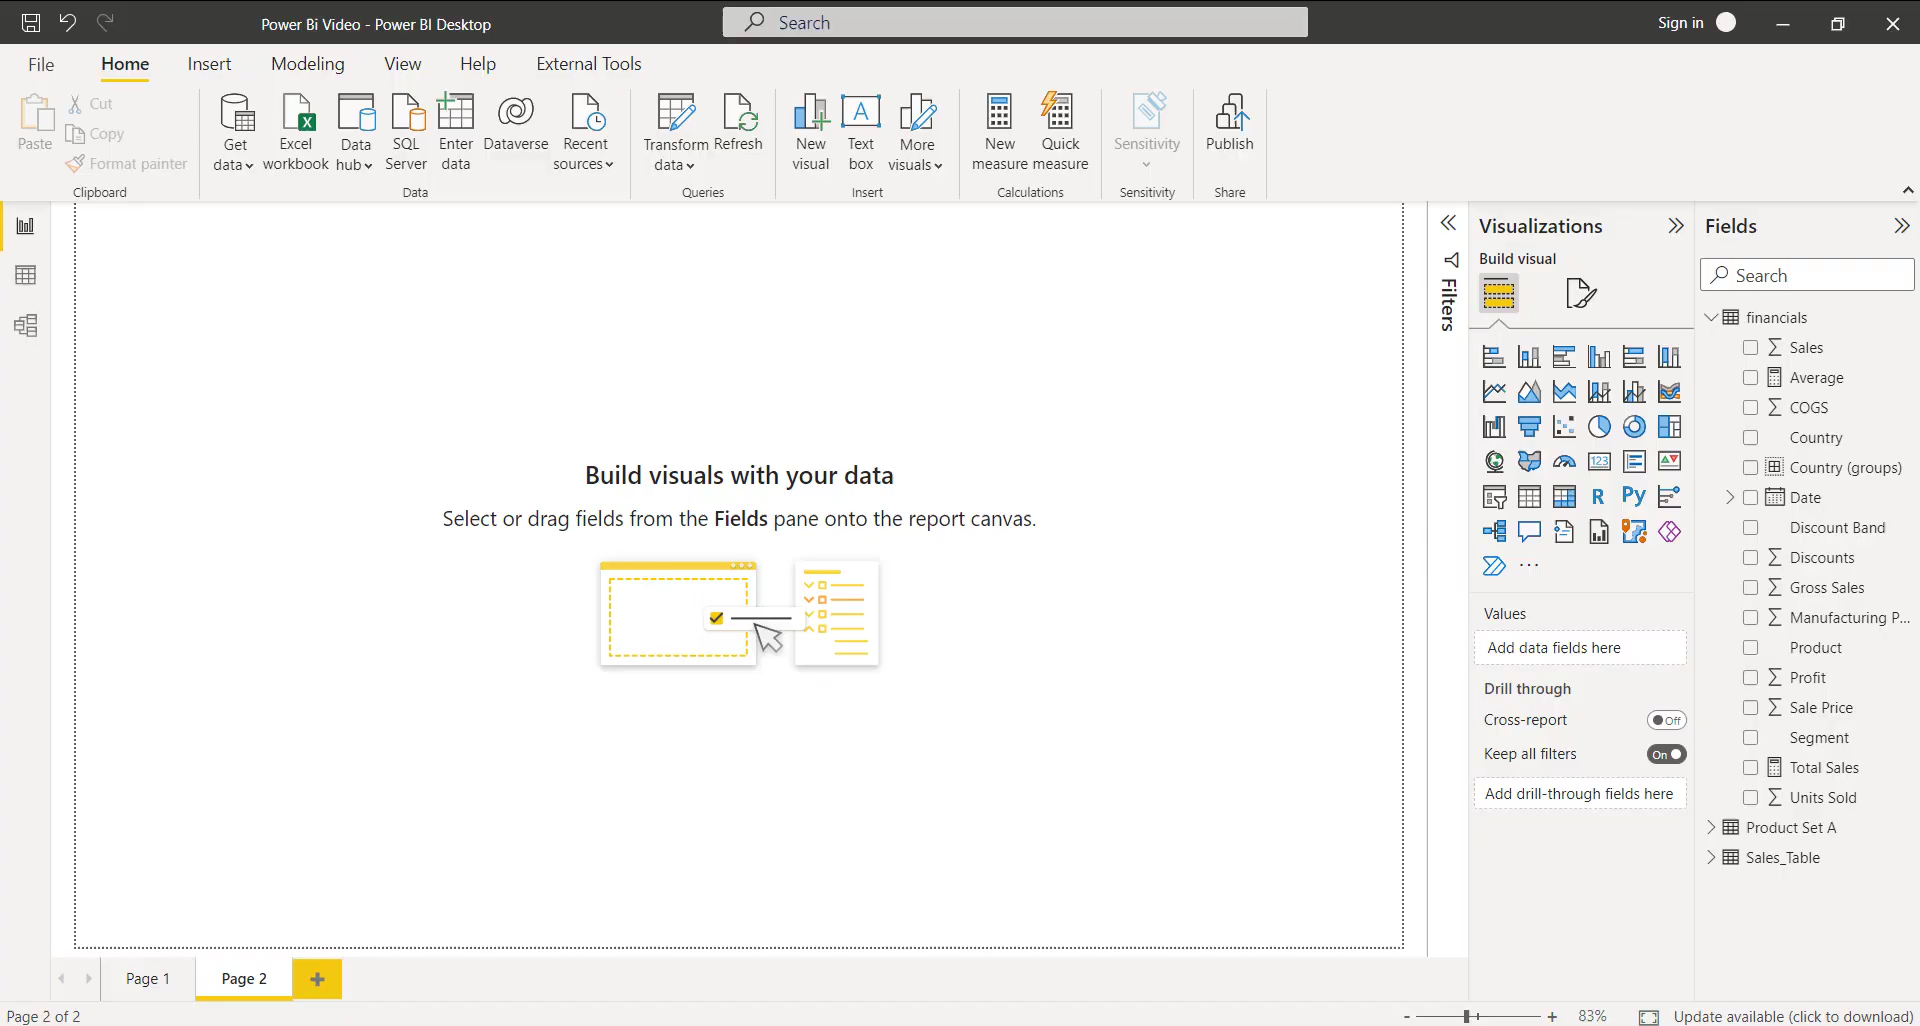 Power Bi Video - Power BI Desktop
Search
Sign in
File
Home
Insert
Modeling
View
Help
External Tools
Paste
Cut
Copy
Format painter
Clipboard
Get data
Excel workbook
Data hub
SQL Server
Enter data
Dataverse
Recent sources
Data
Transform data
Refresh
Queries
New visual
Text box
More visuals
Insert
New measure
Quick measure
Calculations
Sensitivity
Sensitivity
Publish
Share
Build visuals with your data
Select or drag fields from the Fields pane onto the report canvas.
Filters
Visualizations
Build visual
123
R
Py
Values
Add data fields here
Drill through
Cross-report
Off
Keep all filters
On
Add drill-through fields here
Fields
Search
financials
Sales
Average
COGS
Country
Country (groups)
Date
Discount Band
Discounts
Gross Sales
Manufacturing P...
Product
Profit
Sale Price
Segment
Total Sales
Units Sold
Product Set A
Sales_Table
Page 1
Page 2
Page 2 of 2
83%
Update available (click to download)